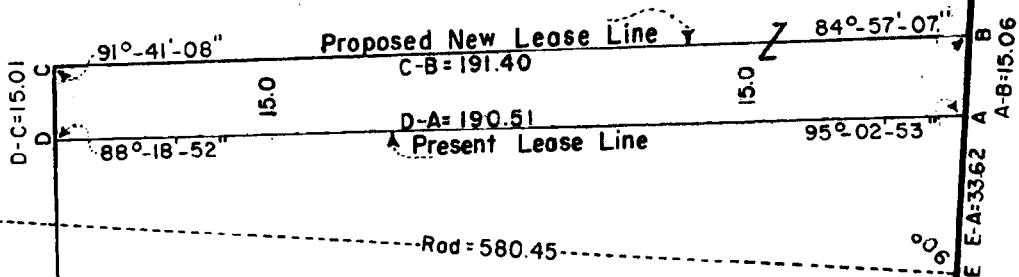 91°-41'-08"
Proposed New Lease Line
84°-57'-07"
C
C-B = 191.40
B
D-C=15.01
15.0
15.0
A-B=15.06
D
D-A= 190.51
A
88°-18'-52"
Present Lease Line
95°-02'-53"
E-A=33.62
Rad = 580.45
90°
E